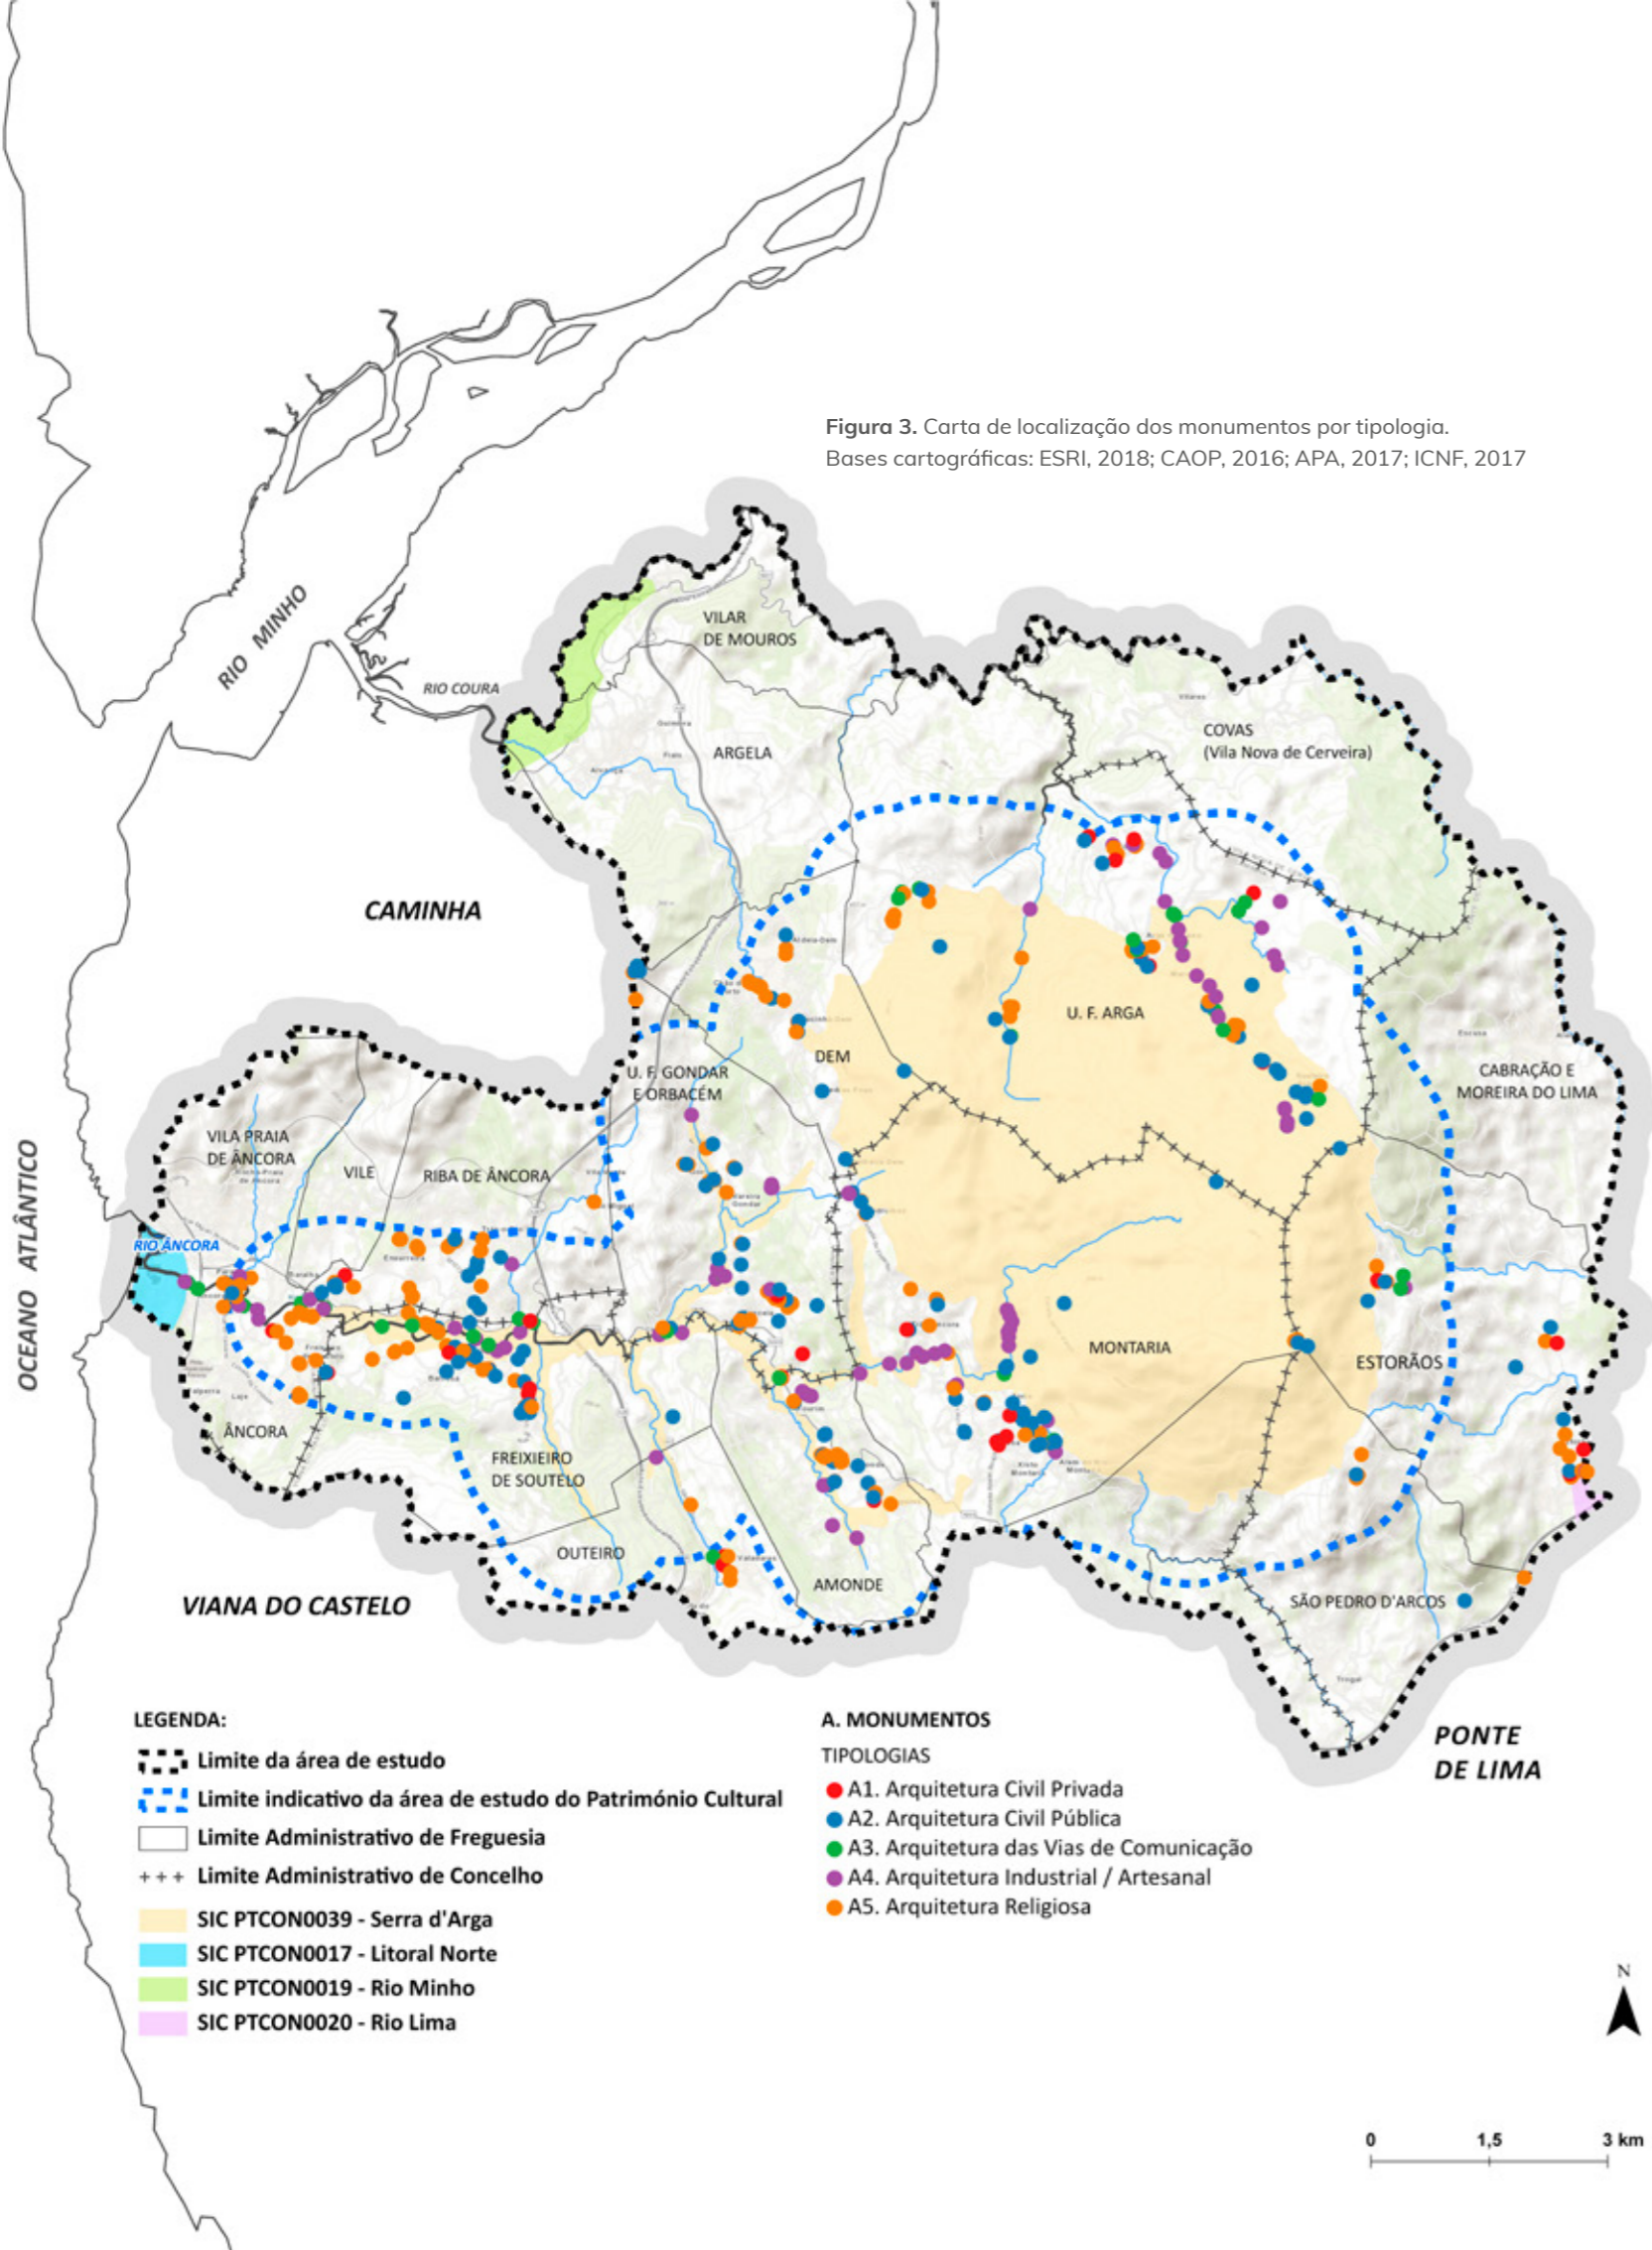 Figura 3. Carta de localização dos monumentos por tipologia.
Bases cartográficas: ESRI, 2018; CAOP, 2016; APA, 2017; ICNF, 2017
RIO MINHO
RIO COURA
VILAR
DE MOUROS
ARGELA
COVAS
(Vila Nova de Cerveira)
CAMINHA
U. F. ARGA
DEM
U. F. GONDAR
E ORBACÉM
CABRAÇÃO E
MOREIRA DO LIMA
VILA PRAIA
DE ÂNCORA
VILE
RIBA DE ÂNCORA
OCEANO ATLÂNTICO
RIO ÂNCORA
MONTARIA
ESTORÃOS
ÂNCORA
FREIXIEIRO
DE SOUTELO
OUTEIRO
AMONDE
SÃO PEDRO D'ARCOS
VIANA DO CASTELO
PONTE
DE LIMA
LEGENDA:
Limite da área de estudo
Limite indicativo da área de estudo do Património Cultural
Limite Administrativo de Freguesia
Limite Administrativo de Concelho
SIC PTCON0039 - Serra d'Arga
SIC PTCON0017 - Litoral Norte
SIC PTCON0019 - Rio Minho
SIC PTCON0020 - Rio Lima
A. MONUMENTOS
TIPOLOGIAS
A1. Arquitetura Civil Privada
A2. Arquitetura Civil Pública
A3. Arquitetura das Vias de Comunicação
A4. Arquitetura Industrial / Artesanal
A5. Arquitetura Religiosa
N
0 1,5 3 km